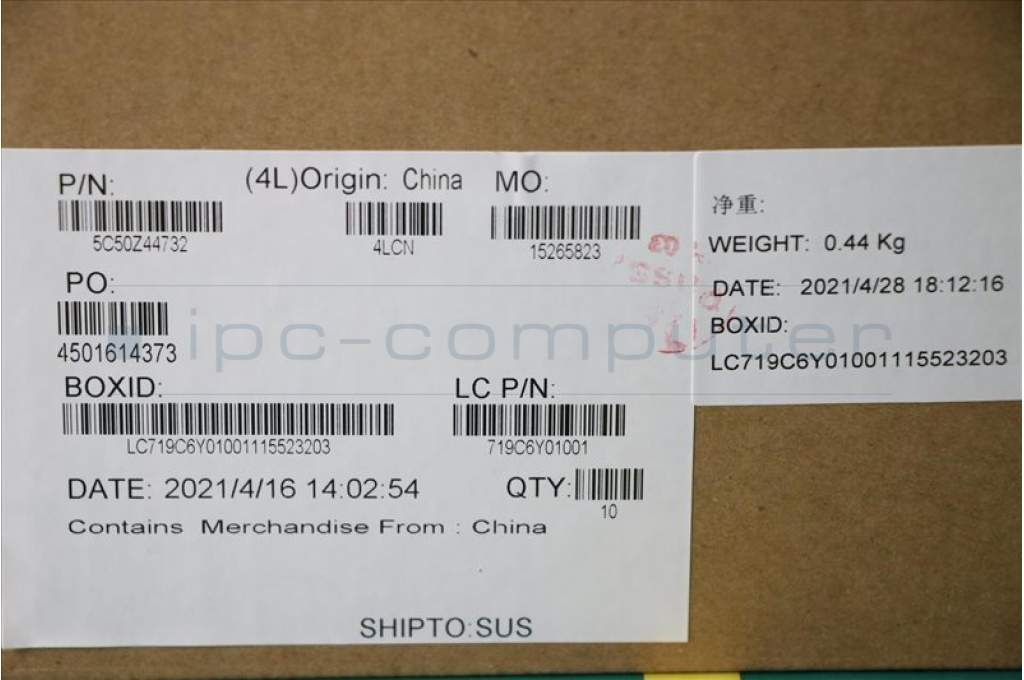 P/N:
5C50Z44732
(4L)Origin: China
4LCN
MO:
15265823
PO:
4501614373
BOXID:
LC719C6Y01001115523203
LC P/N:
719C6Y01001
DATE: 2021/4/16 14:02:54
QTY:
10
Contains Merchandise From : China
SHIPTO:SUS
净重:
WEIGHT: 0.44 Kg
DATE: 2021/4/28 18:12:16
BOXID:
LC719C6Y01001115523203
ipc-computer